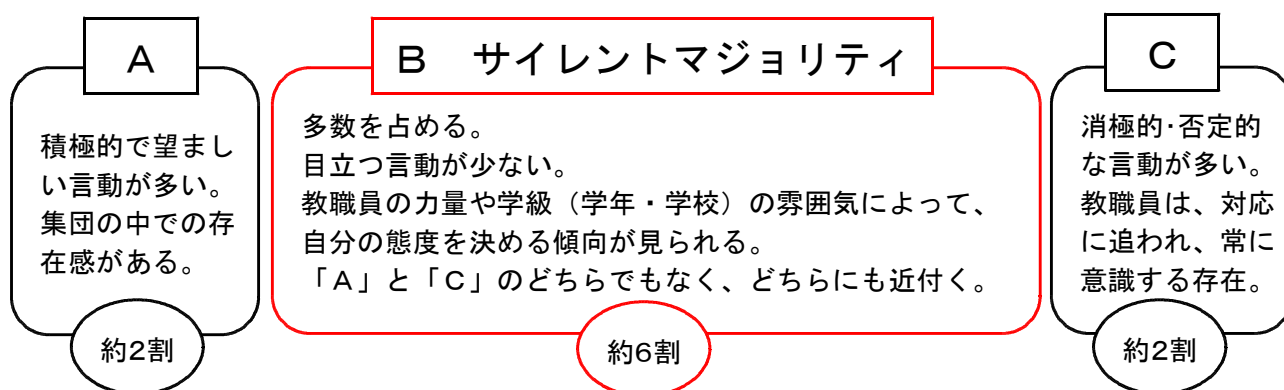 A
積極的で望まし
い言動が多い。
集団の中での存
在感がある。
約2割
B サイレントマジョリティ
多数を占める。
目立つ言動が少ない。
教職員の力量や学級（学年・学校）の雰囲気によって、
自分の態度を決める傾向が見られる。
「A」と「C」のどちらでもなく、どちらにも近付く。
約6割
C
消極的･否定的
な言動が多い。
教職員は、対応
に追われ、常に
意識する存在。
約2割